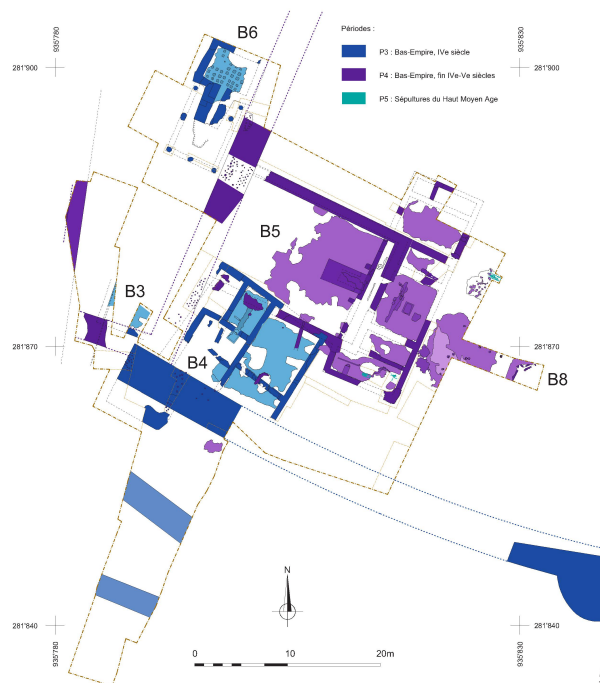 935'780
935'830
B6
Périodes :
281'900
281'900
P3 : Bas-Empire, IVe siècle
P4 : Bas-Empire, fin IVe-Ve siècles
P5 : Sépultures du Haut Moyen Age
B5
B3
281'870
281'870
B4
B8
N
281'840
281'840
935'780
935'830
0
10
20m